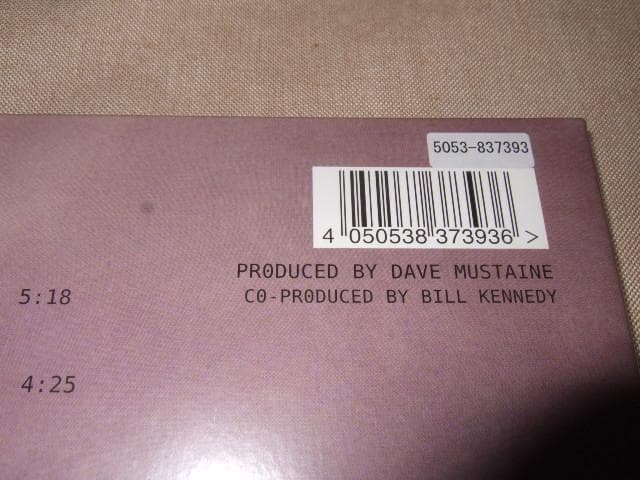 5053-837393
4 050538 373936 >
PR0DUCED BY DAVE MUSTAINE
5:18
C0-PR0DUCED BY BILL KENNEDY
4:25